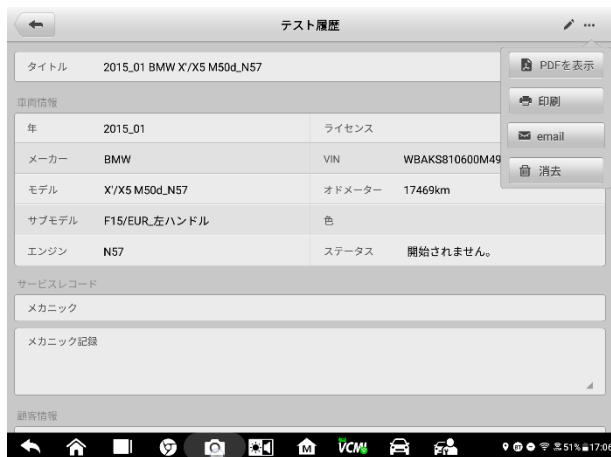 テスト履歴
タイトル 2015_01 BMW X'/X5 M50d_N57
PDFを表示
車両情報
印刷
年 2015_01 ライセンス
email
メーカー BMW VIN WBAKS810600M49
消去
モデル X'/X5 M50d_N57 オドメーター 17469km
サブモデル F15/EUR_左ハンドル 色
エンジン N57 ステータス 開始されません。
サービスレコード
メカニック
メカニック記録
顧客情報
M VCMI 51% 17:06